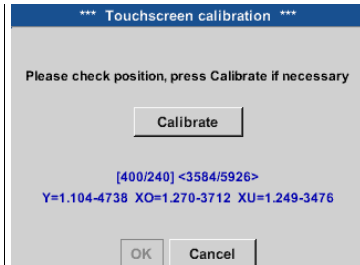 *** Touchscreen calibration ***
Please check position, press Calibrate if necessary
Calibrate
[400/240] <3584/5926>
Y=1.104-4738 XO=1.270-3712 XU=1.249-3476
OK Cancel